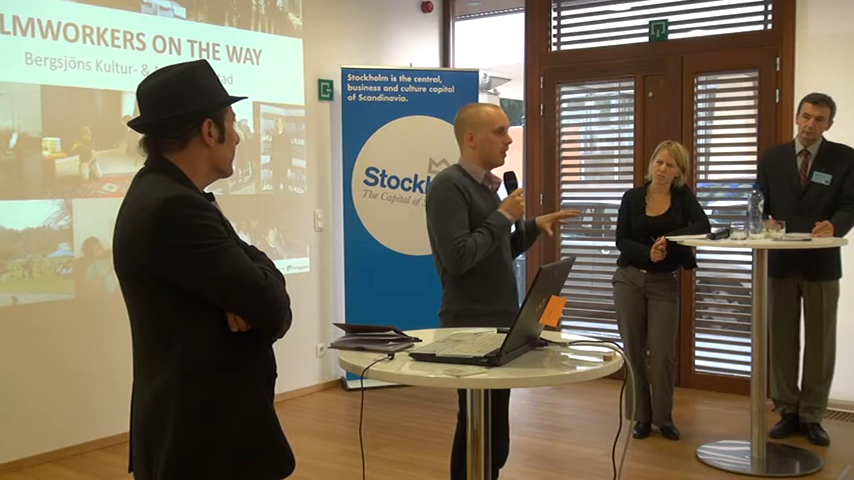 LMWORKERS ON THE WAY
Bergsjöns Kultur- &
Stockholm is the central,
business and culture capital
of Scandinavia.
The Capital of